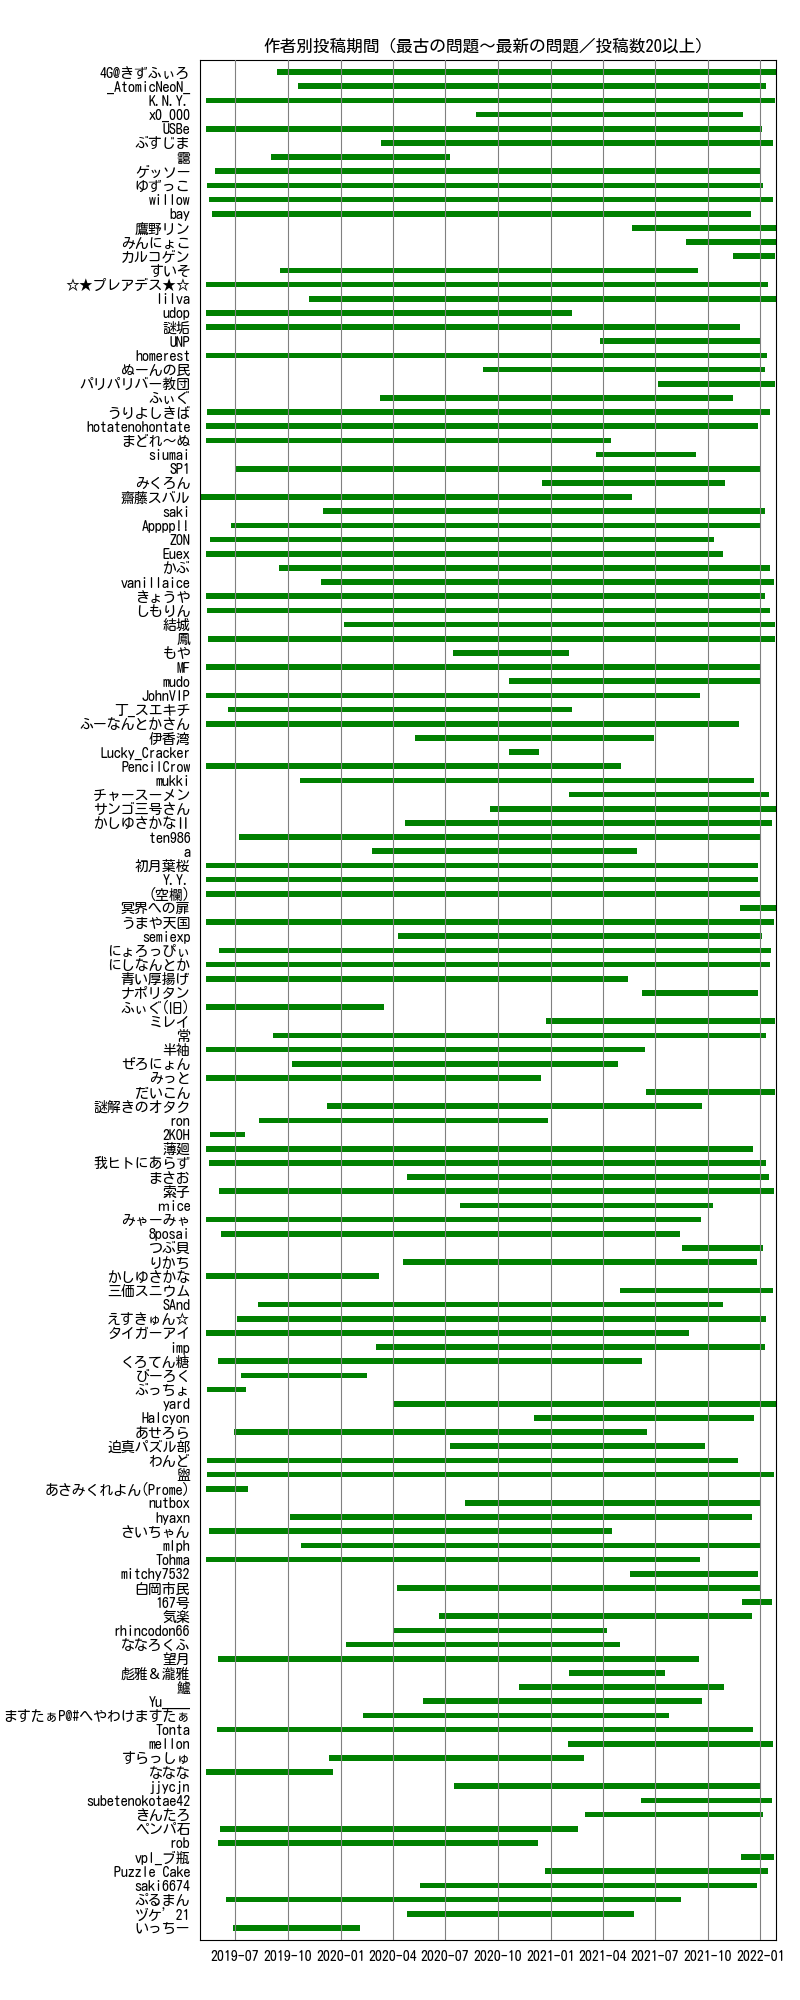 作者別投稿期間（最古の問題～最新の問題／投稿数20以上）
4G@きずふぃろ
_AtomicNeoN_
K.N.Y.
x0_000
USBe
ぶすじま
ゲッソー
ゆずっこ
willow
bay
鷹野リン
みんにょこ
カルコゲン
すいそ
☆★プレアデス★☆
lilva
udop
謎垢
UNP
homerest
ぬーんの民
パリパリバー教団
ふぃぐ
うりよしきば
hotatenohontate
まどれ～ぬ
siumai
SP1
みくろん
齋藤スバル
saki
Appppll
ZON
Euex
かぶ
vanillaice
きょうや
しもりん
結城
鳳
もや
MF
mudo
JohnVIP
丁_スエキチ
ふーなんとかさん
伊香湾
Lucky_Cracker
PencilCrow
mukki
チャースーメン
サンゴ三号さん
かしゆさかなII
ten986
a
初月葉桜
Y.Y.
(空欄)
冥界への扉
うまや天国
semiexp
にょろっぴぃ
にしなんとか
青い厚揚げ
ナポリタン
ふぃぐ(旧)
ミレイ
常
半袖
ぜろにょん
みっと
だいこん
謎解きのオタク
ron
2KOH
薄廻
我ヒトにあらず
まさお
索子
mice
みゃーみゃ
8posai
つぶ貝
りかち
かしゆさかな
三価スニウム
SAnd
えすきゅん☆
タイガーアイ
imp
くろてん糖
びーろく
ぶっちょ
yard
Halcyon
あせろら
迫真パズル部
わんど
あさみくれよん(Prome)
nutbox
hyaxn
さいちゃん
mlph
Tohma
mitchy7532
白岡市民
167号
気楽
rhincodon66
ななろくふ
望月
彪雅＆瀧雅
鱸
Yu____
ますたぁP@#へやわけますたぁ
Tonta
mellon
すらっしゅ
ななな
jjycjn
subetenokotae42
きんたろ
ペンパ石
rob
vpl_ブ瓶
Puzzle Cake
saki6674
ぷるまん
ヅケ’21
いっちー
2019-07 2019-10 2020-01 2020-04 2020-07 2020-10 2021-01 2021-04 2021-07 2021-10 2022-01